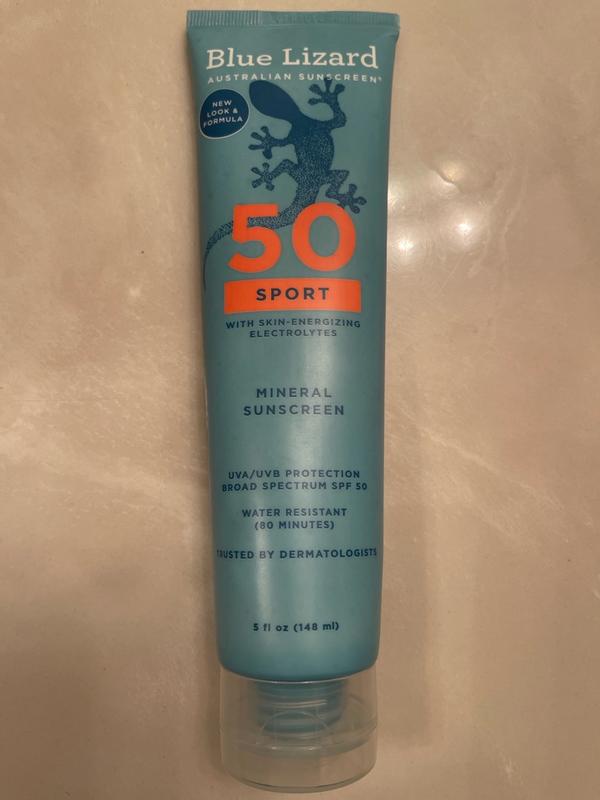 Blue Lizard
AUSTRALIAN SUNSCREEN®
NEW
LOOK &
FORMULA
50
SPORT
WITH SKIN-ENERGIZING
ELECTROLYTES
MINERAL
SUNSCREEN
UVA/UVB PROTECTION
BROAD SPECTRUM SPF 50
WATER RESISTANT
(80 MINUTES)
TRUSTED BY DERMATOLOGISTS
5 fl oz (148 ml)